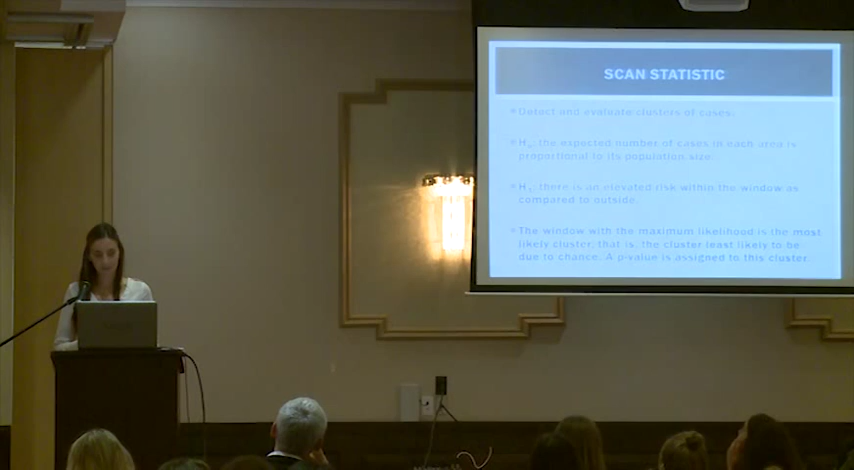 SCAN STATISTIC
Detect and evaluate clusters of cases.
H₀: the expected number of cases in each area is
proportional to its population size.
H₁: there is an elevated risk within the window as
compared to outside.
The window with the maximum likelihood is the most
likely cluster; that is, the cluster least likely to be
due to chance. A p-value is assigned to this cluster.